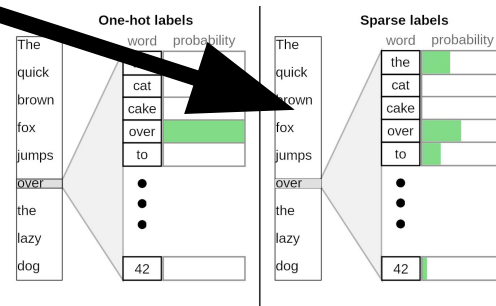 One-hot labels
word probability
The
quick
brown
fox
jumps
over
the
lazy
dog
cat
cake
over
to
42
Sparse labels
word probability
The
quick
brown
fox
jumps
over
the
lazy
dog
the
cat
cake
over
to
42